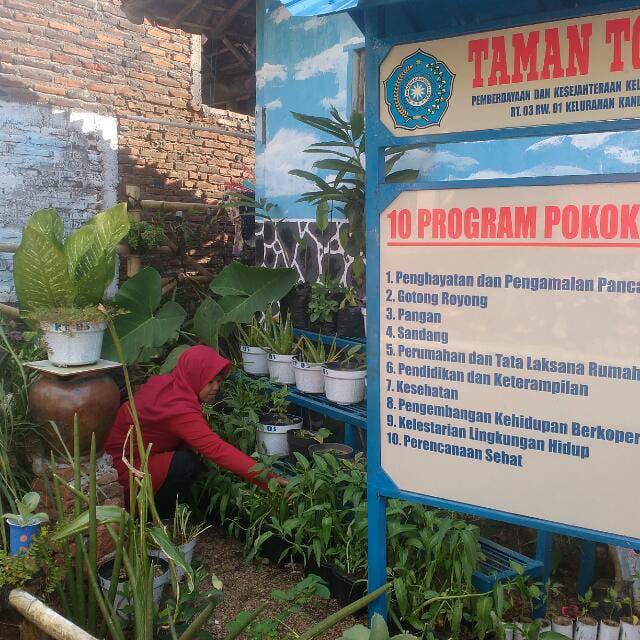 TAMAN TO
PEMBERDAYAAN DAN KESEJAHTERAAN KEL
RT. 03 RW. 01 KELURAHAN KAM
10 PROGRAM POKOK
1. Penghayatan dan Pengamalan Panca
2. Gotong Royong
3. Pangan
4. Sandang
5. Perumahan dan Tata Laksana Rumah
6. Pendidikan dan Keterampilan
7. Kesehatan
8. Pengembangan Kehidupan Berkoper
9. Kelestarian Lingkungan Hidup
10. Perencanaan Sehat